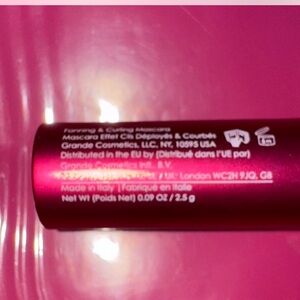 Fanning & Curling Mascara
Mascara Effet Cils Déployés & Courbés
Grande Cosmetics, LLC, NY, 10595 USA
Distributed in the EU by (Distribué dans l'UE par)
Grande Cosmetics Intl. B.V.
London WC2H 9JQ, GB
Made in Italy | Fabriqué en Italie
Net Wt (Poids Net) 0.09 OZ / 2.5 g